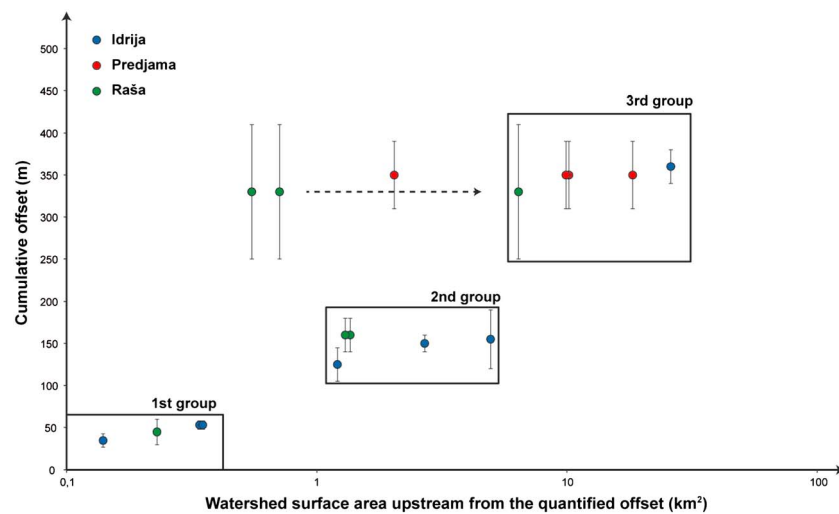 Idrija
Predjama
Raša
3rd group
2nd group
1st group
Cumulative offset (m)
500
450
400
350
300
250
200
150
100
50
0
0,1
1
10
100
Watershed surface area upstream from the quantified offset (km²)